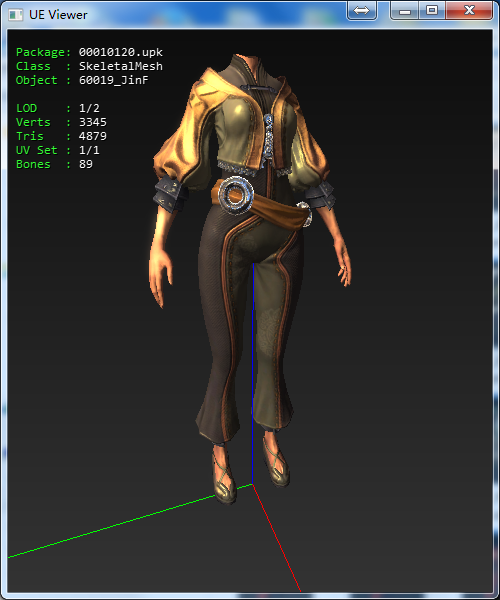 UE Viewer
Package: 00010120.upk
Class : SkeletalMesh
Object : 60019_JinF
LOD : 1/2
Verts : 3345
Tris : 4879
UV Set : 1/1
Bones : 89